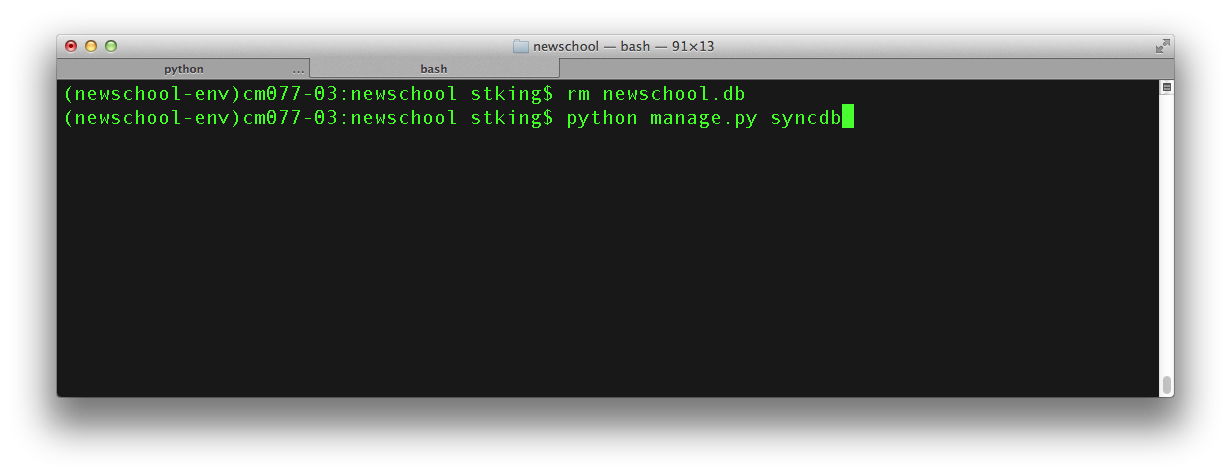 newschool — bash — 91×13
python ... bash
(newschool-env)cm077-03:newschool stking$ rm newschool.db
(newschool-env)cm077-03:newschool stking$ python manage.py syncdb